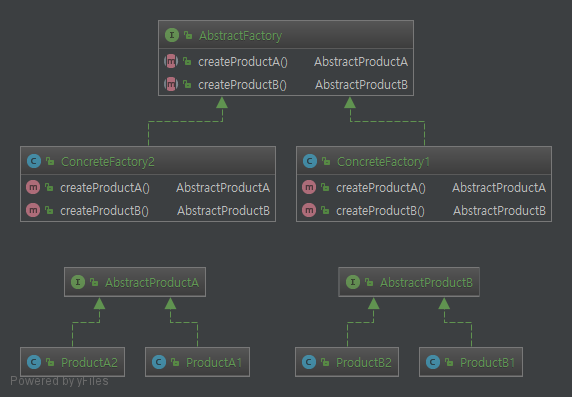 I AbstractFactory
m createProductA() AbstractProductA
m createProductB() AbstractProductB
C ConcreteFactory2
m createProductA() AbstractProductA
m createProductB() AbstractProductB
C ConcreteFactory1
m createProductA() AbstractProductA
m createProductB() AbstractProductB
I AbstractProductA
I AbstractProductB
C ProductA2
C ProductA1
C ProductB2
C ProductB1
Powered by yFiles